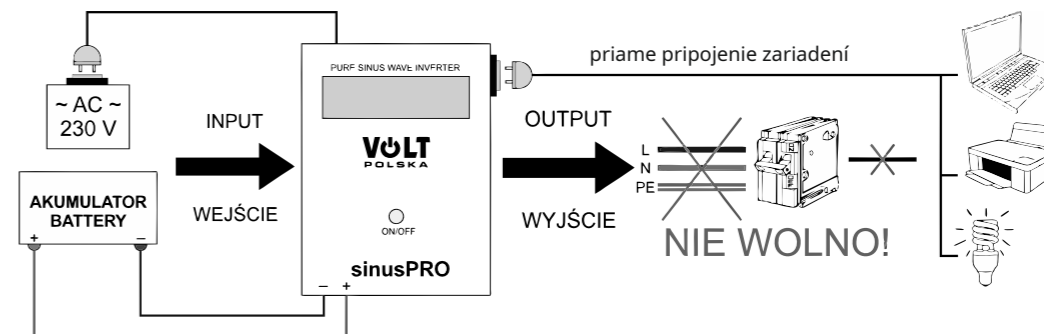 ~ AC ~
230 V
AKUMULATOR
BATTERY
+ –
INPUT
WEJŚCIE
PURE SINUS WAVE INVERTER
VOLT
POLSKA
ON/OFF
sinusPRO
– +
priame pripojenie zariadení
OUTPUT
WYJŚCIE
L
N
PE
NIE WOLNO!